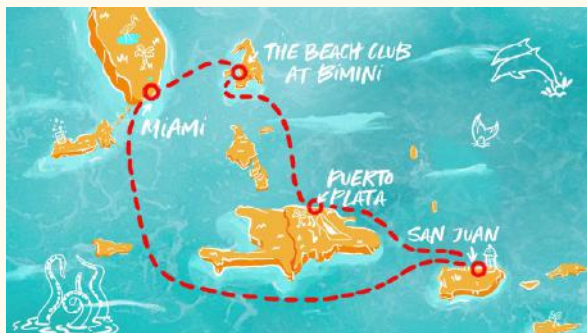 THE BEACH CLUB
AT BIMINI
MIAMI
PUERTO
PLATA
SAN JUAN